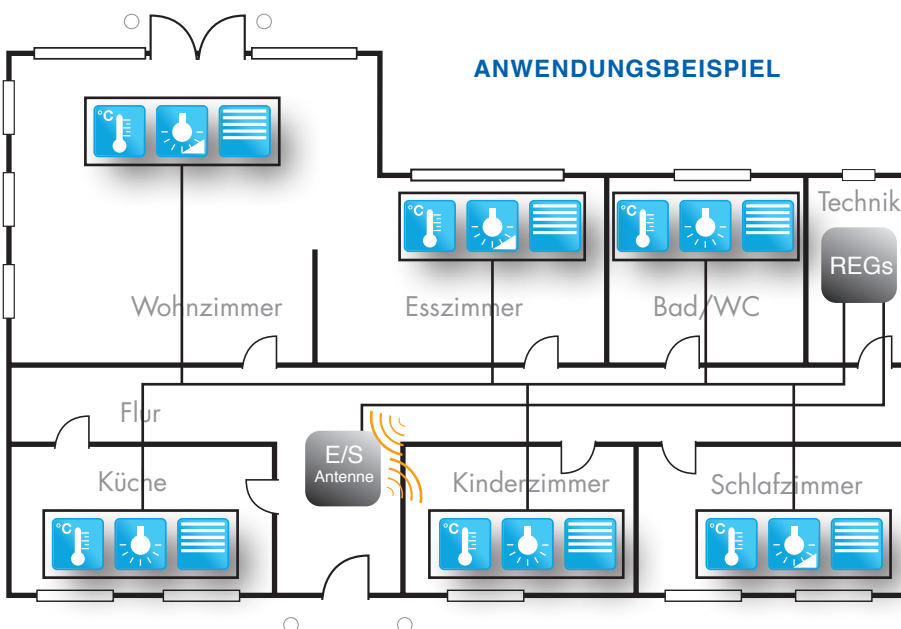 ANWENDUNGSBEISPIEL
°C
°C
°C
Technik
REGs
Wohnzimmer
Esszimmer
Bad/WC
Flur
E/S
Antenne
Küche
Kinderzimmer
Schlafzimmer
°C
°C
°C